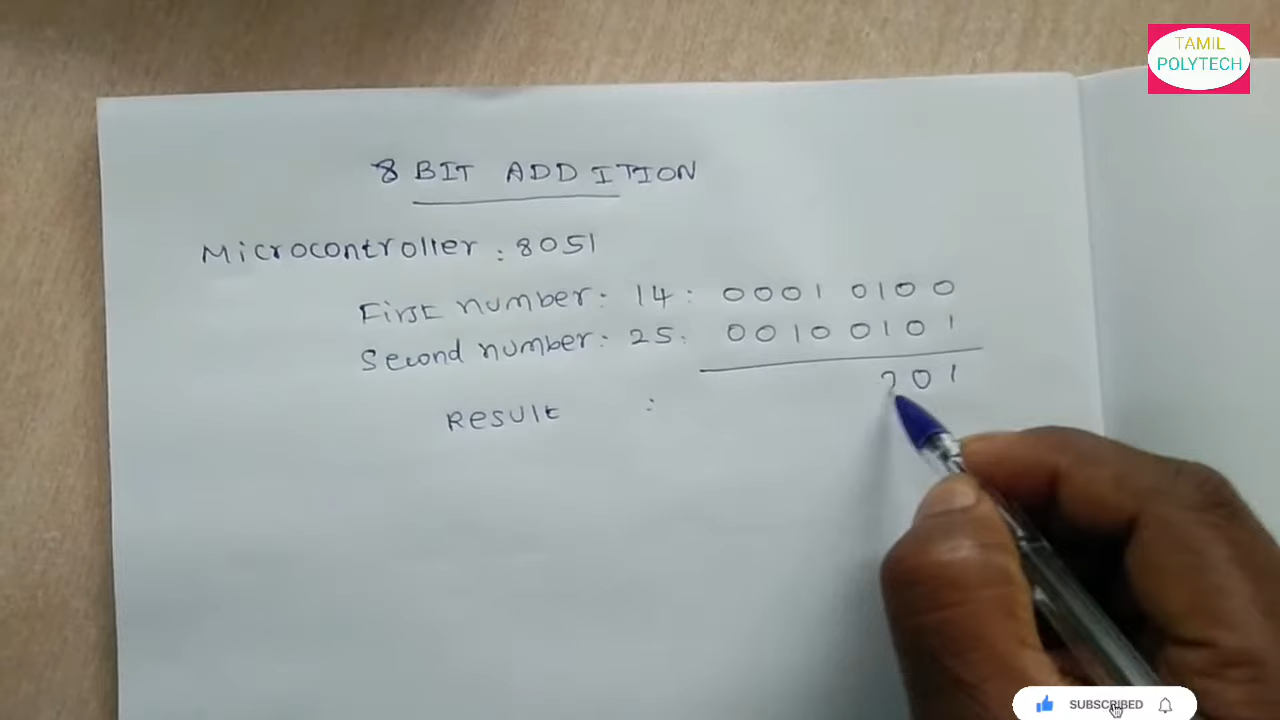 TAMIL
POLYTECH
8 BIT ADDITION
Microcontroller : 8051
First number : 14 : 0001 0100
Second number : 25 : 0010 0101
01
Result :
SUBSCRIBED